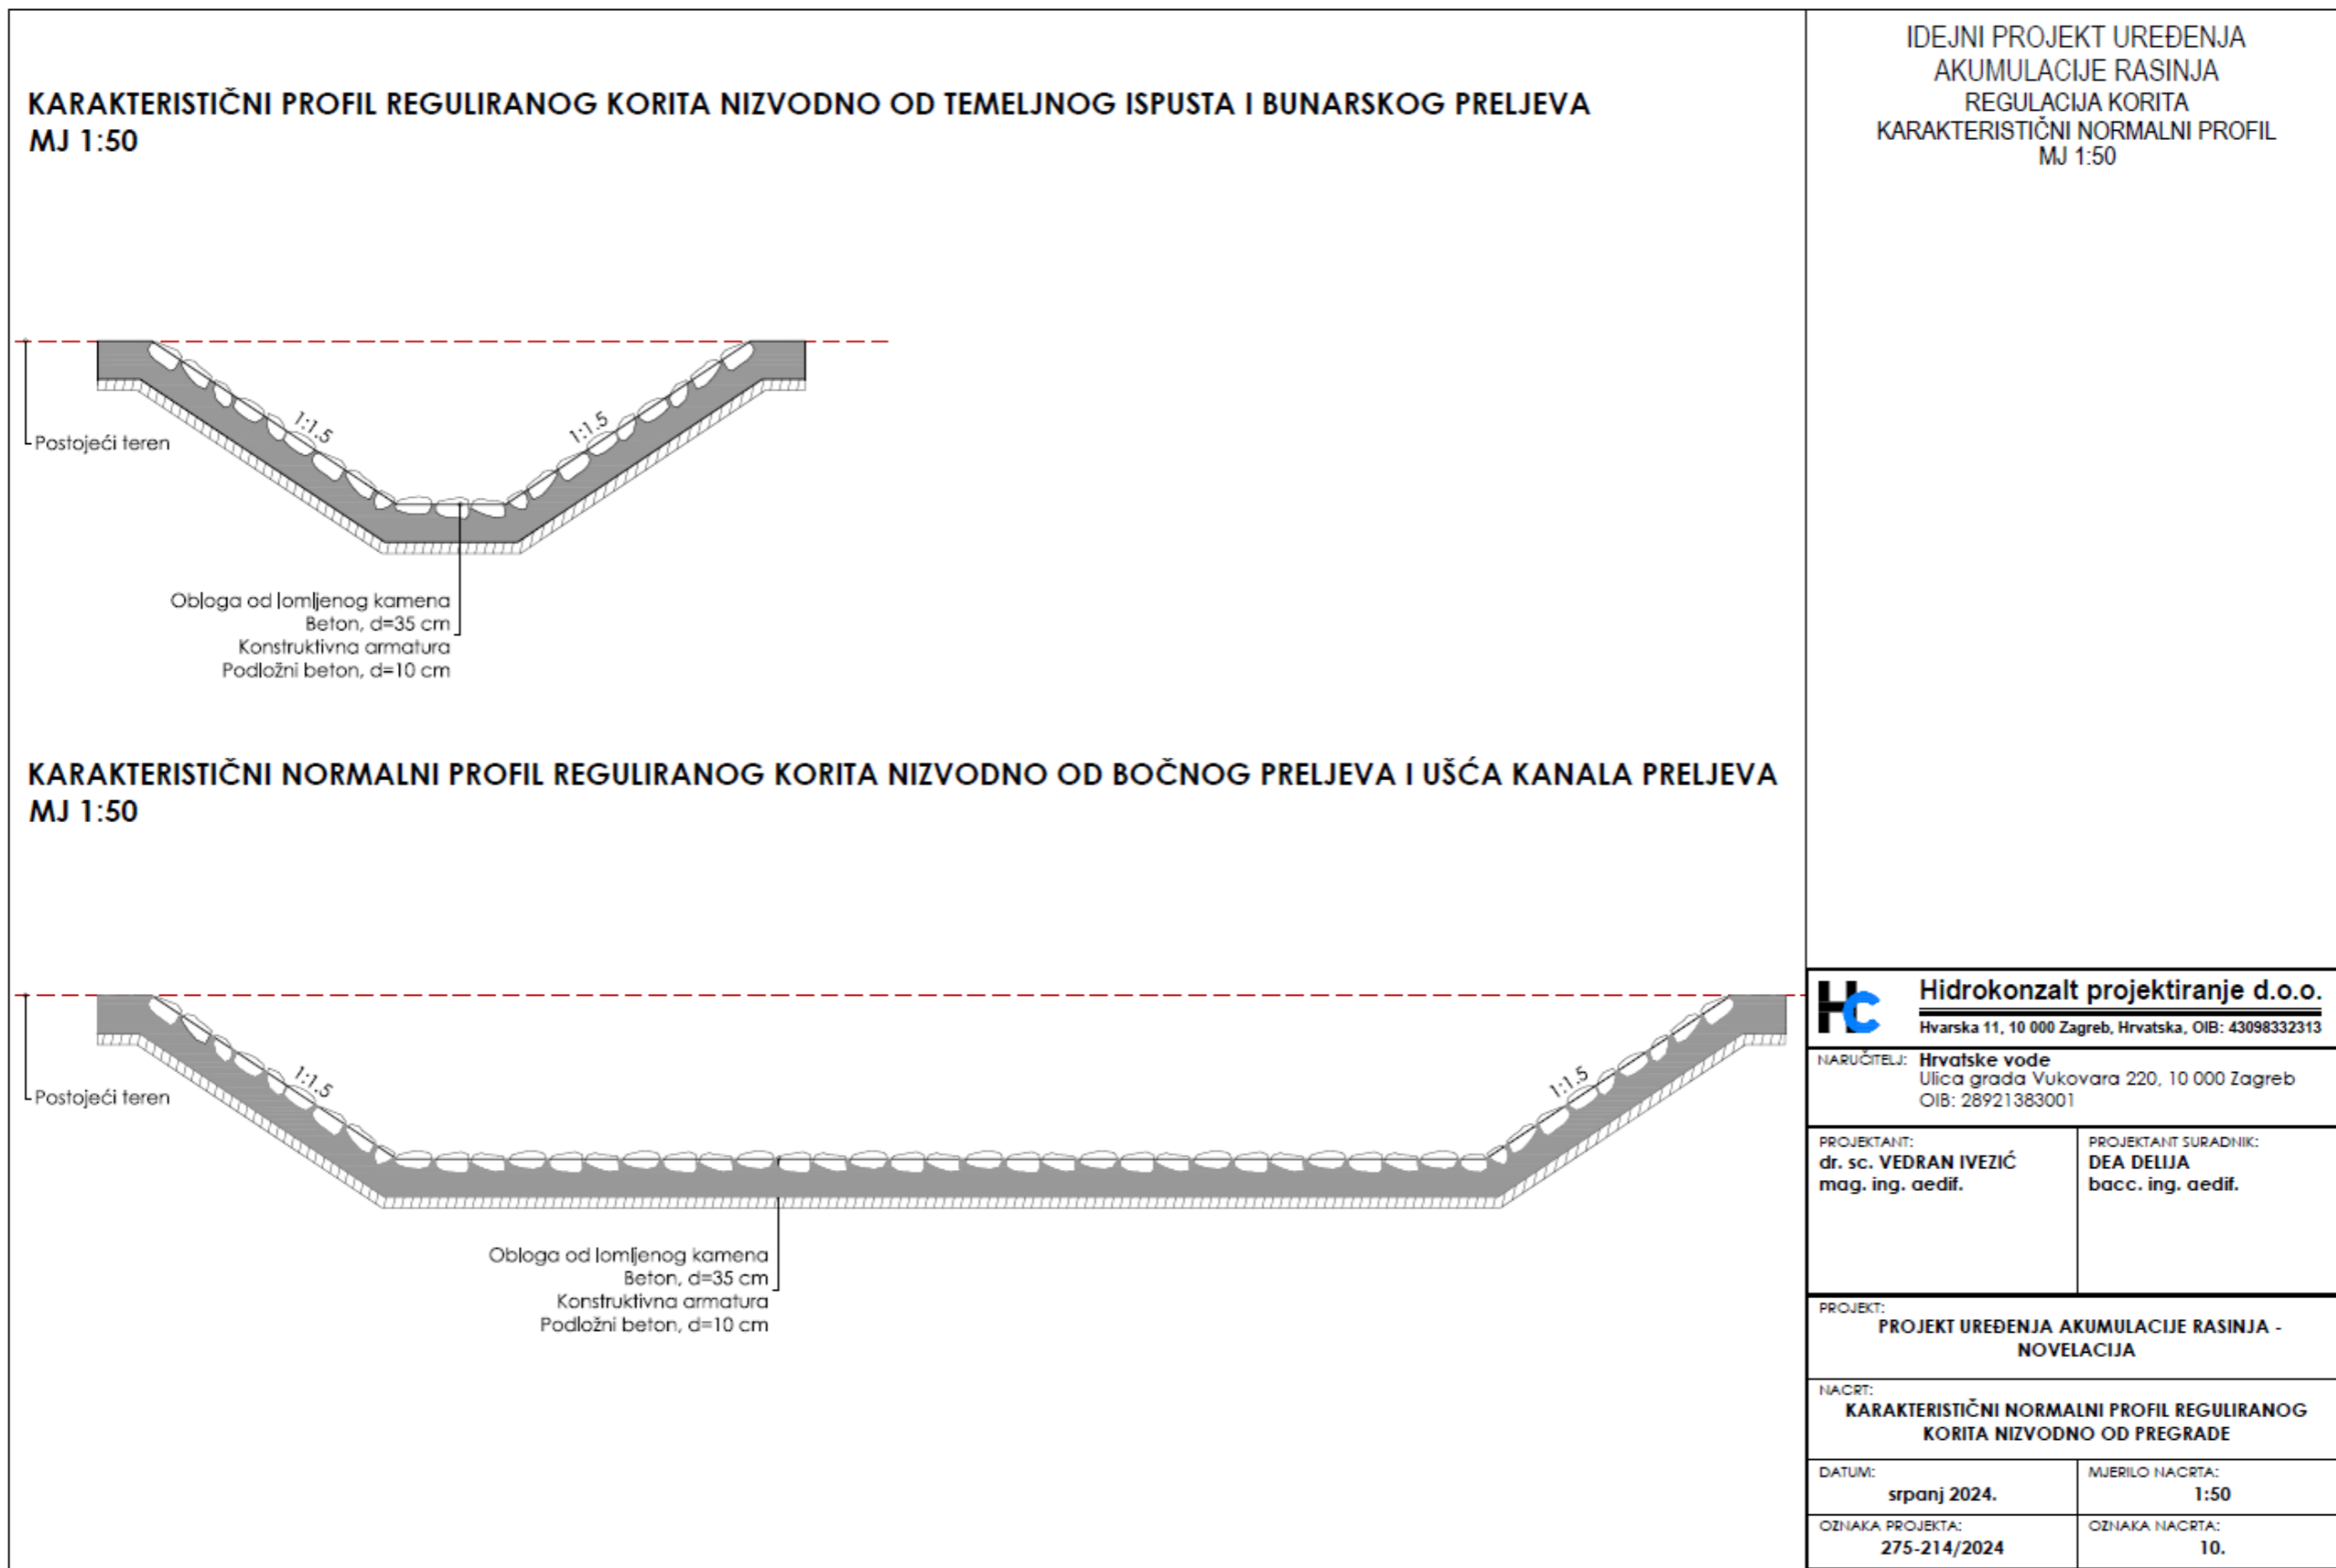 KARAKTERISTIČNI PROFIL REGULIRANOG KORITA NIZVODNO OD TEMELJNOG ISPUSTA I BUNARSKOG PRELJEVA
MJ 1:50
1:1.5
1:1.5
Postojeći teren
Obloga od lomljenog kamena
Beton, d=35 cm
Konstruktivna armatura
Podložni beton, d=10 cm
KARAKTERISTIČNI NORMALNI PROFIL REGULIRANOG KORITA NIZVODNO OD BOČNOG PRELJEVA I UŠĆA KANALA PRELJEVA
MJ 1:50
1:1.5
1:1.5
Postojeći teren
Obloga od lomljenog kamena
Beton, d=35 cm
Konstruktivna armatura
Podložni beton, d=10 cm
IDEJNI PROJEKT UREĐENJA
AKUMULACIJE RASINJA
REGULACIJA KORITA
KARAKTERISTIČNI NORMALNI PROFIL
MJ 1:50
HC
Hidrokonzalt projektiranje d.o.o.
Hvarska 11, 10 000 Zagreb, Hrvatska, OIB: 43098332313
NARUČITELJ: Hrvatske vode
Ulica grada Vukovara 220, 10 000 Zagreb
OIB: 28921383001
PROJEKTANT:
dr. sc. VEDRAN IVEZIĆ
mag. ing. aedif.
PROJEKTANT SURADNIK:
DEA DELIJA
bacc. ing. aedif.
PROJEKT:
PROJEKT UREĐENJA AKUMULACIJE RASINJA -
NOVELACIJA
NACRT:
KARAKTERISTIČNI NORMALNI PROFIL REGULIRANOG
KORITA NIZVODNO OD PREGRADE
DATUM:
srpanj 2024.
MJERILO NACRTA:
1:50
OZNAKA PROJEKTA:
275-214/2024
OZNAKA NACRTA:
10.